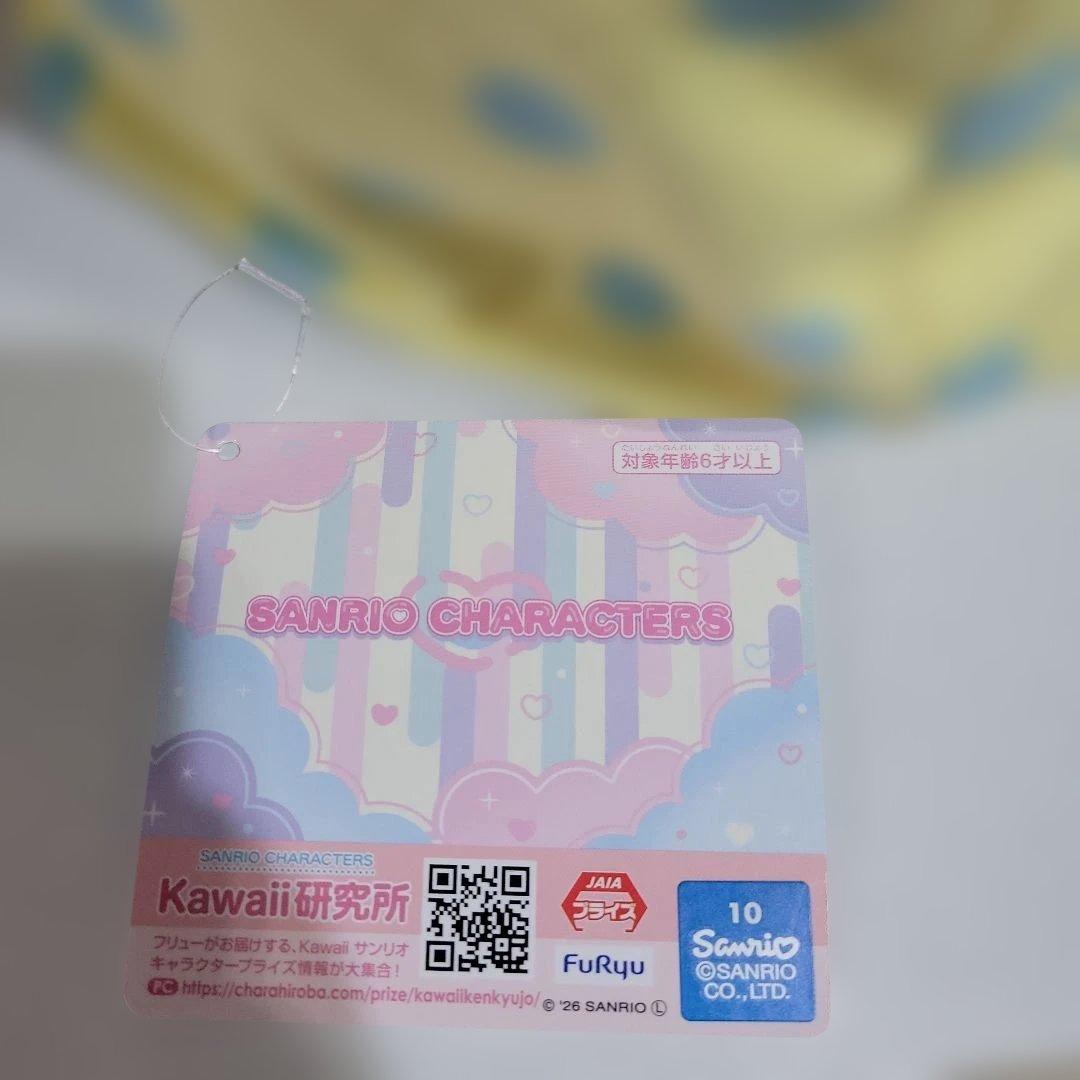 たいしょうねんれい さい いじょう
対象年齢6才以上
SANRIO CHARACTERS
SANRIO CHARACTERS
Kawaii研究所
フリューがお届けする、Kawaii サンリオ
キャラクタープライズ情報が大集合!
PC https://charahiroba.com/prize/kawaiikenkyujo/
JAIA
プライズ
FuRyu
© '26 SANRIO Ⓛ
10
Sanrio
©SANRIO
CO.,LTD.